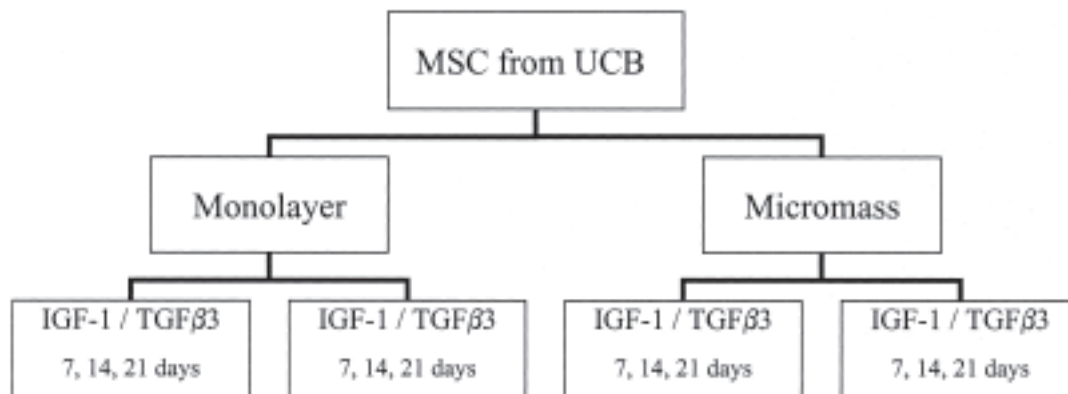 MSC from UCB
Monolayer
Micromass
IGF-1 / TGFβ3
7, 14, 21 days
IGF-1 / TGFβ3
7, 14, 21 days
IGF-1 / TGFβ3
7, 14, 21 days
IGF-1 / TGFβ3
7, 14, 21 days